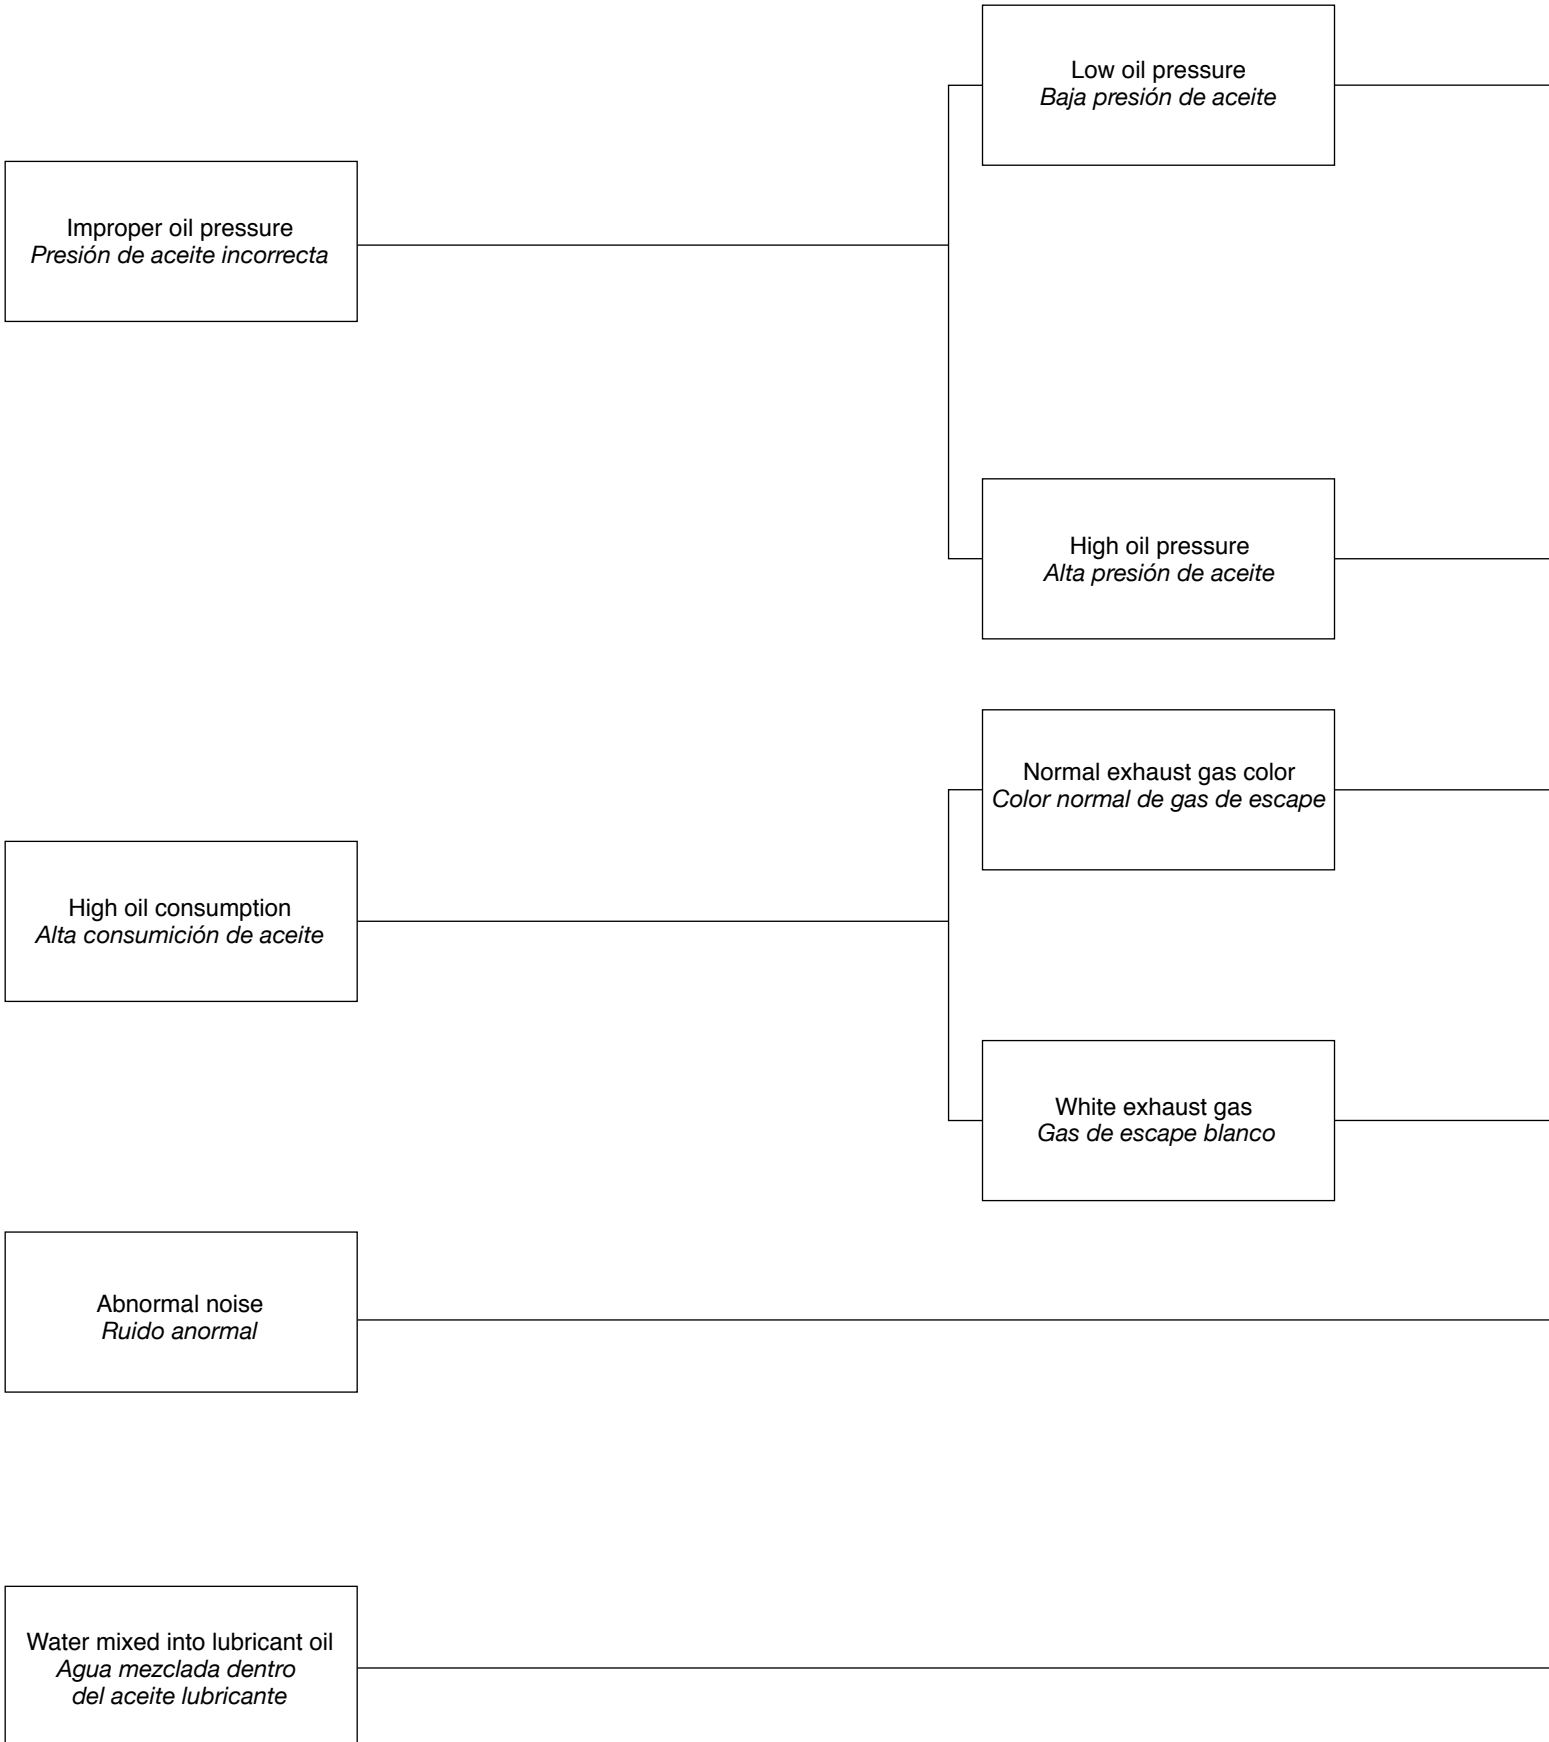 Low oil pressure
Baja presión de aceite
Improper oil pressure
Presión de aceite incorrecta
High oil pressure
Alta presión de aceite
Normal exhaust gas color
Color normal de gas de escape
High oil consumption
Alta consumición de aceite
White exhaust gas
Gas de escape blanco
Abnormal noise
Ruido anormal
Water mixed into lubricant oil
Agua mezclada dentro
del aceite lubricante